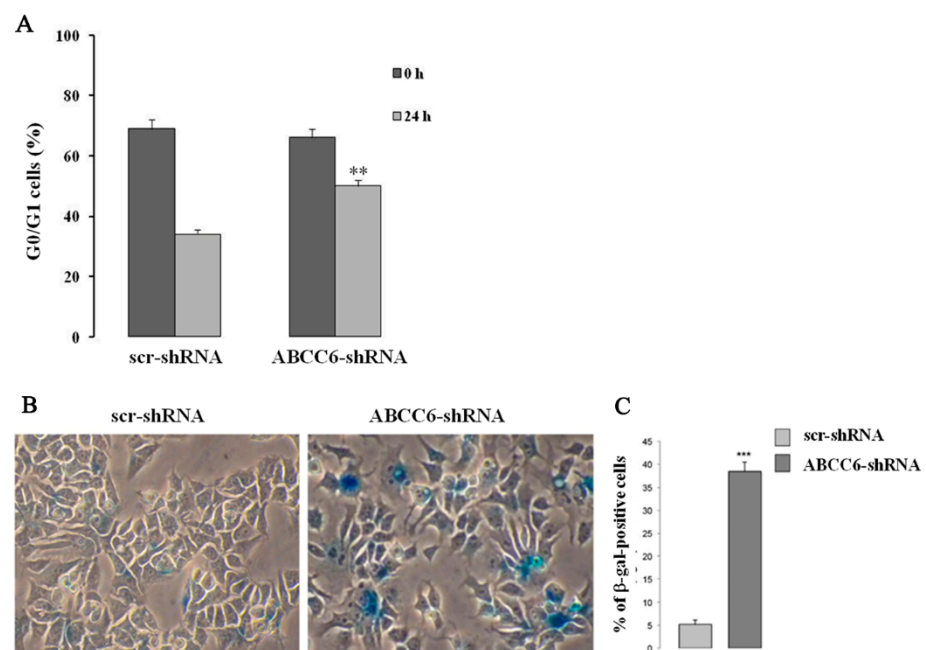 A
100
80
60
40
20
0
G0/G1 cells (%)
0 h
24 h
**
scr-shRNA
ABCC6-shRNA
B
scr-shRNA
ABCC6-shRNA
C
45
40
35
30
25
20
15
10
5
0
% of β-gal-positive cells
***
scr-shRNA
ABCC6-shRNA